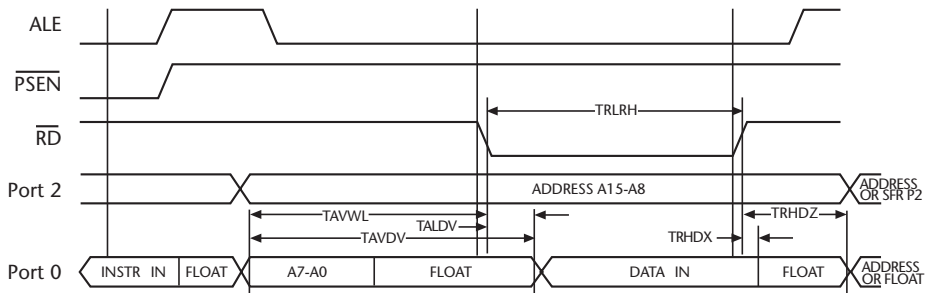 ALE
PSEN
TRLRH
RD
Port 2
ADDRESS A15-A8
ADDRESS
OR SFR P2
TAVWL
TALDV
TRHDZ
TAVDV
TRHDX
Port 0
INSTR IN
FLOAT
A7-A0
FLOAT
DATA IN
FLOAT
ADDRESS
OR FLOAT